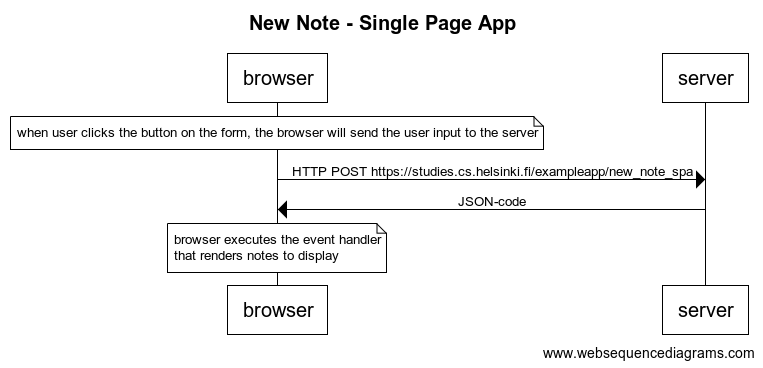 New Note - Single Page App
browser
server
when user clicks the button on the form, the browser will send the user input to the server
HTTP POST https://studies.cs.helsinki.fi/exampleapp/new_note_spa
JSON-code
browser executes the event handler
that renders notes to display
browser
server
www.websequencediagrams.com